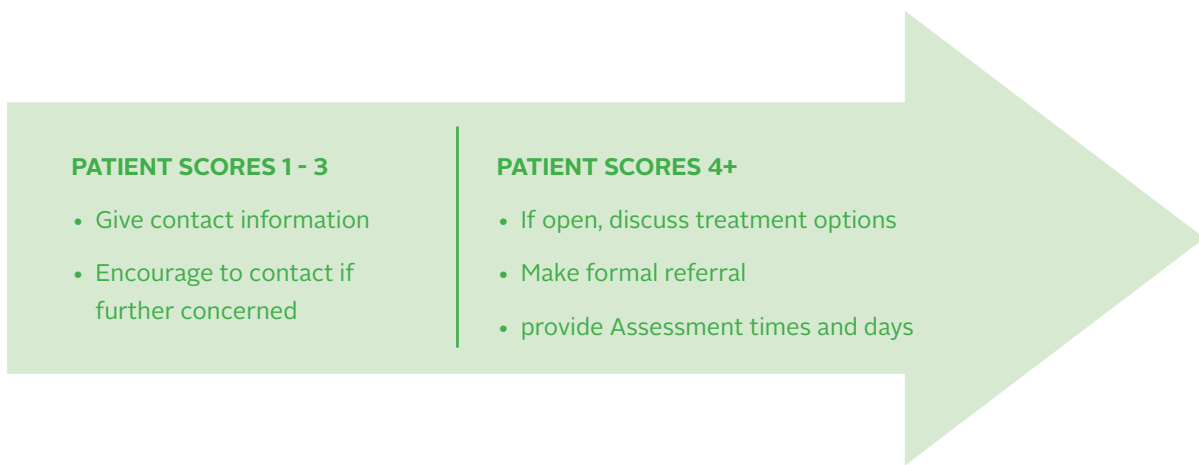 PATIENT SCORES 1 - 3
• Give contact information
• Encourage to contact if
further concerned
PATIENT SCORES 4+
• If open, discuss treatment options
• Make formal referral
• provide Assessment times and days